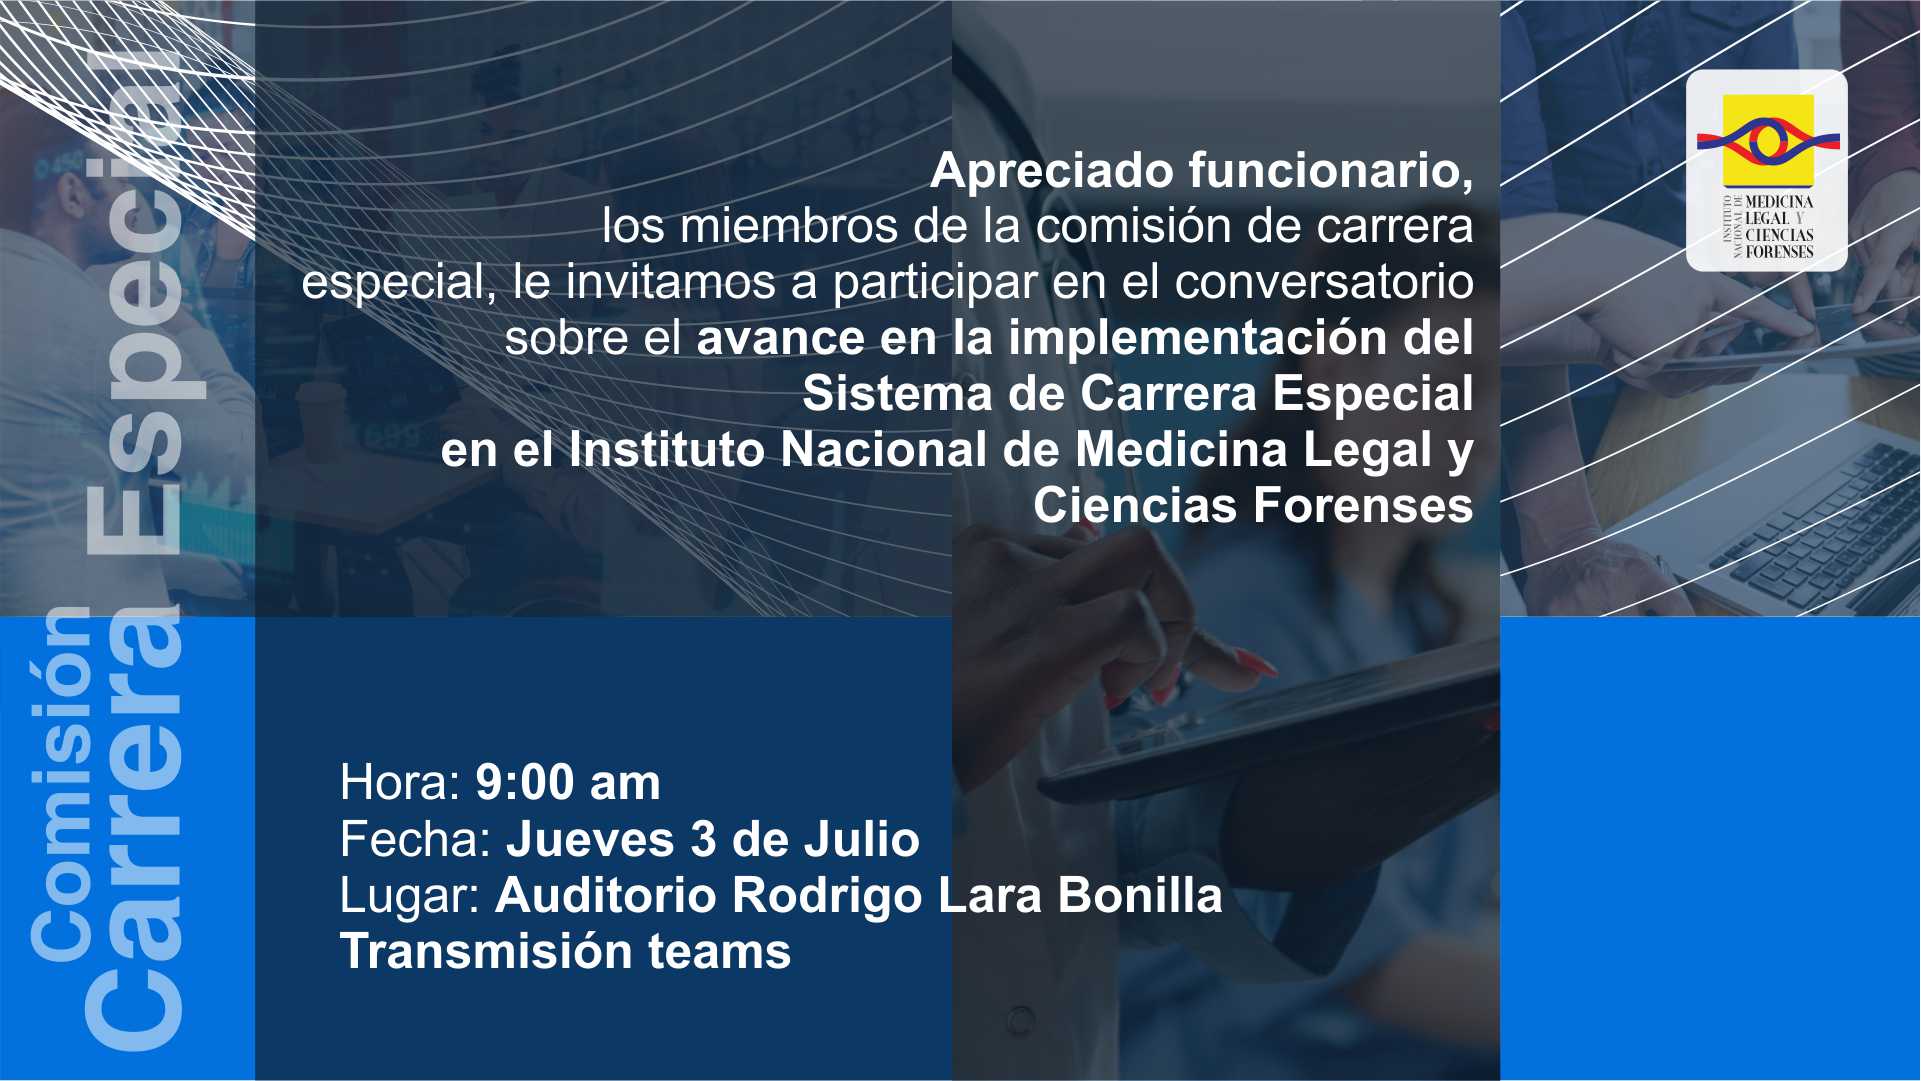 Comisión
Carrera Especial
Apreciado funcionario,
los miembros de la comisión de carrera
especial, le invitamos a participar en el conversatorio
sobre el avance en la implementación del
Sistema de Carrera Especial
en el Instituto Nacional de Medicina Legal y
Ciencias Forenses
INSTITUTO
NACIONAL DE
MEDICINA
LEGAL Y
CIENCIAS
FORENSES
Hora: 9:00 am
Fecha: Jueves 3 de Julio
Lugar: Auditorio Rodrigo Lara Bonilla
Transmisión teams